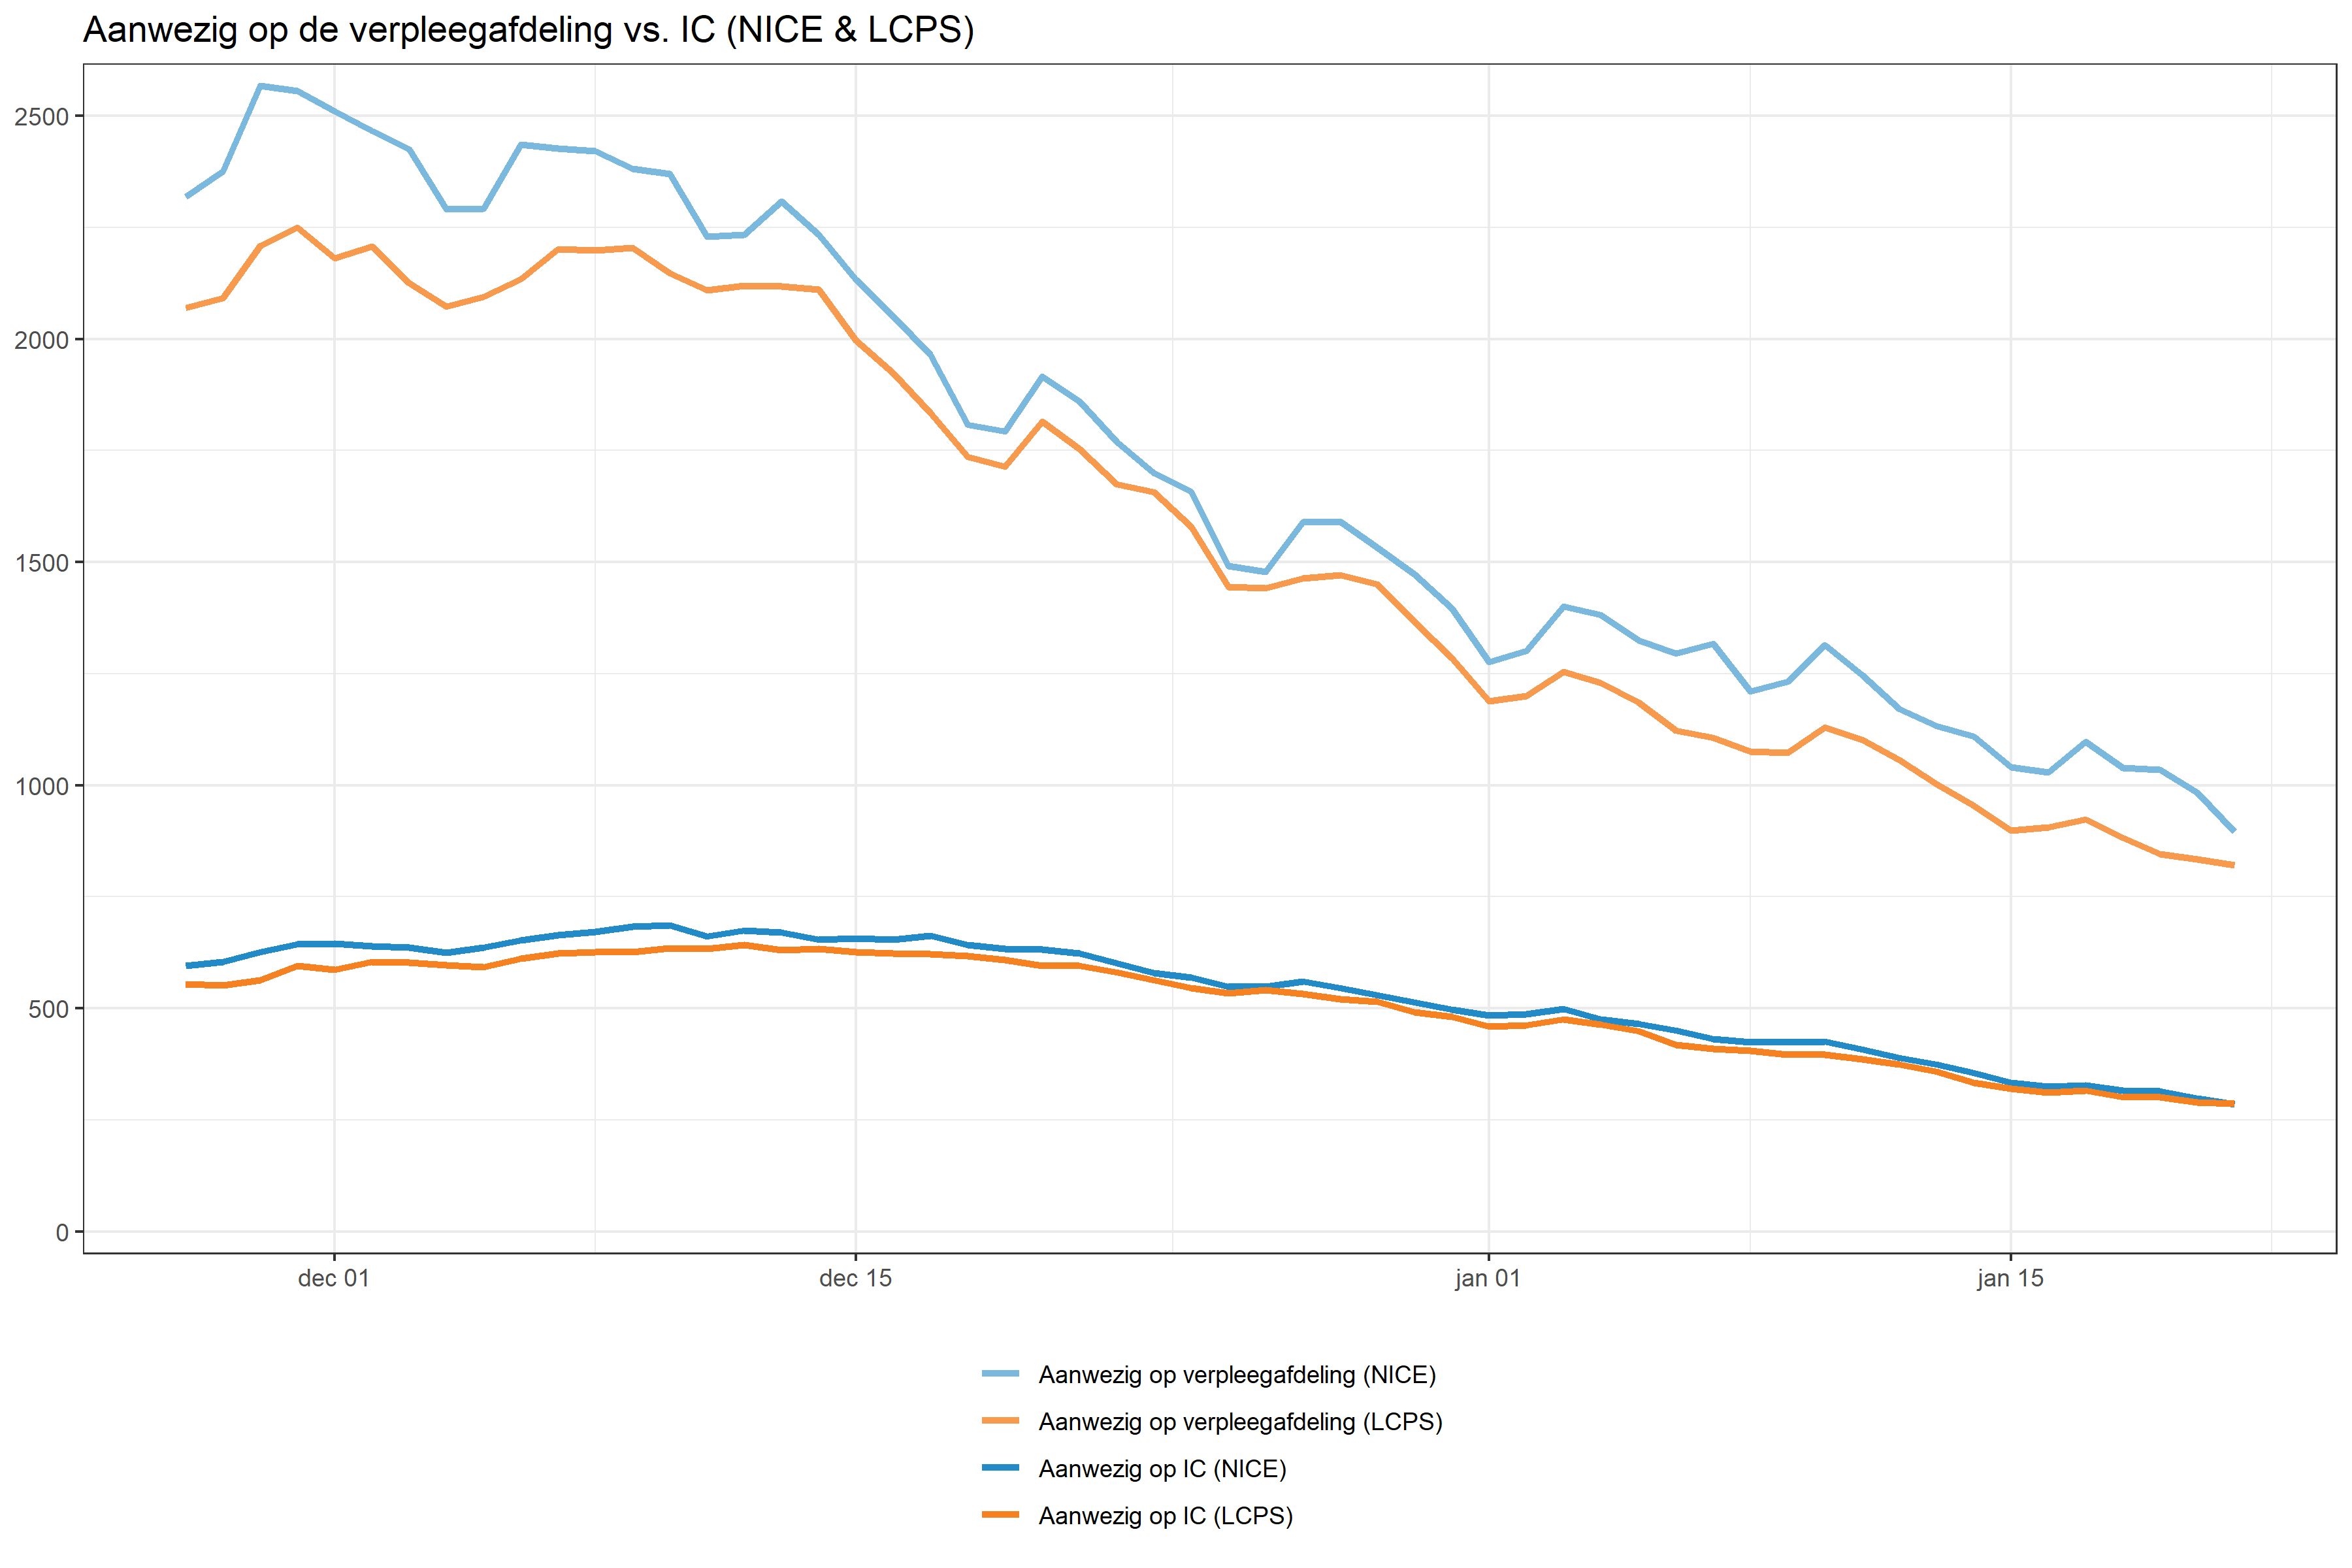 Aanwezig op de verpleegafdeling vs. IC (NICE & LCPS)
2500
2000
1500
1000
500
0
dec 01
dec 15
jan 01
jan 15
Aanwezig op verpleegafdeling (NICE)
Aanwezig op verpleegafdeling (LCPS)
Aanwezig op IC (NICE)
Aanwezig op IC (LCPS)